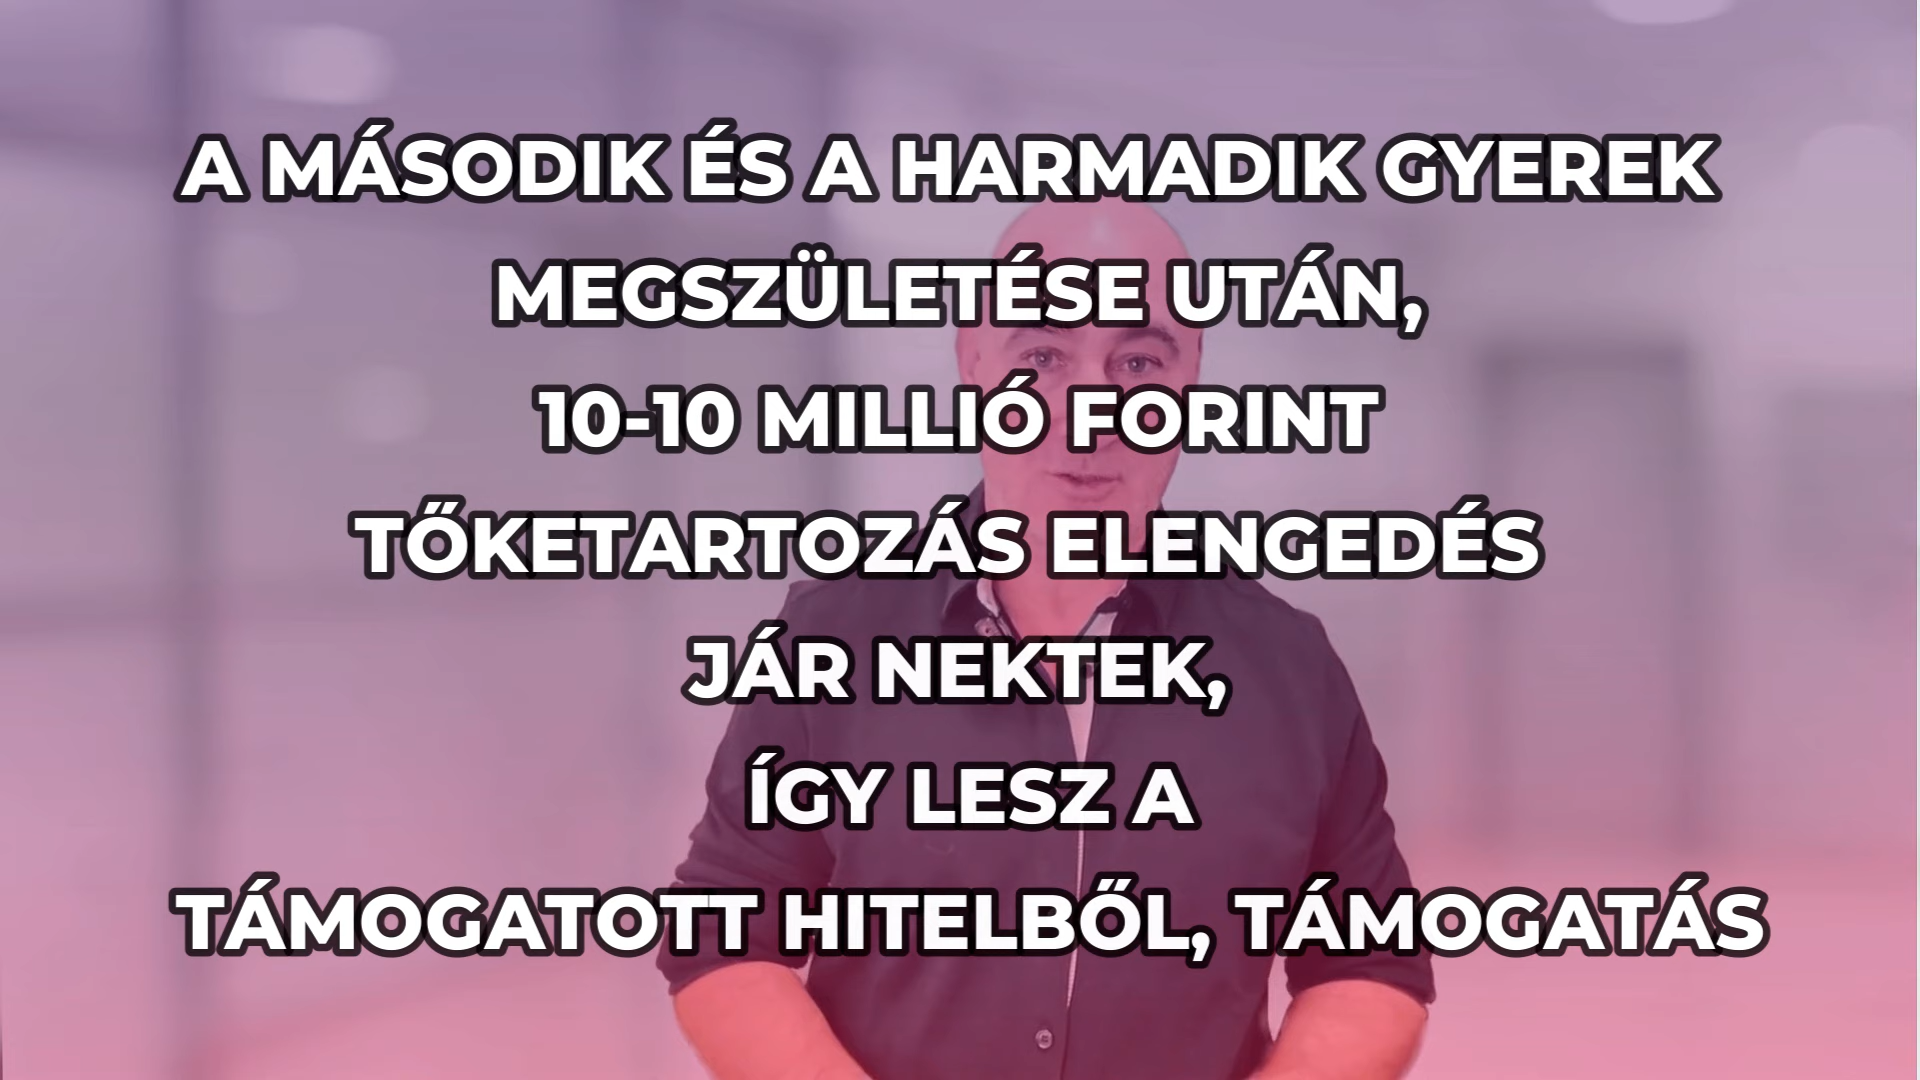 A MÁSODIK ÉS A HARMADIK GYEREK
MEGSZÜLETÉSE UTÁN,
10-10 MILLIÓ FORINT
TŐKETARTOZÁS ELENGEDÉS
JÁR NEKTEK,
ÍGY LESZ A
TÁMOGATOTT HITELBŐL, TÁMOGATÁS